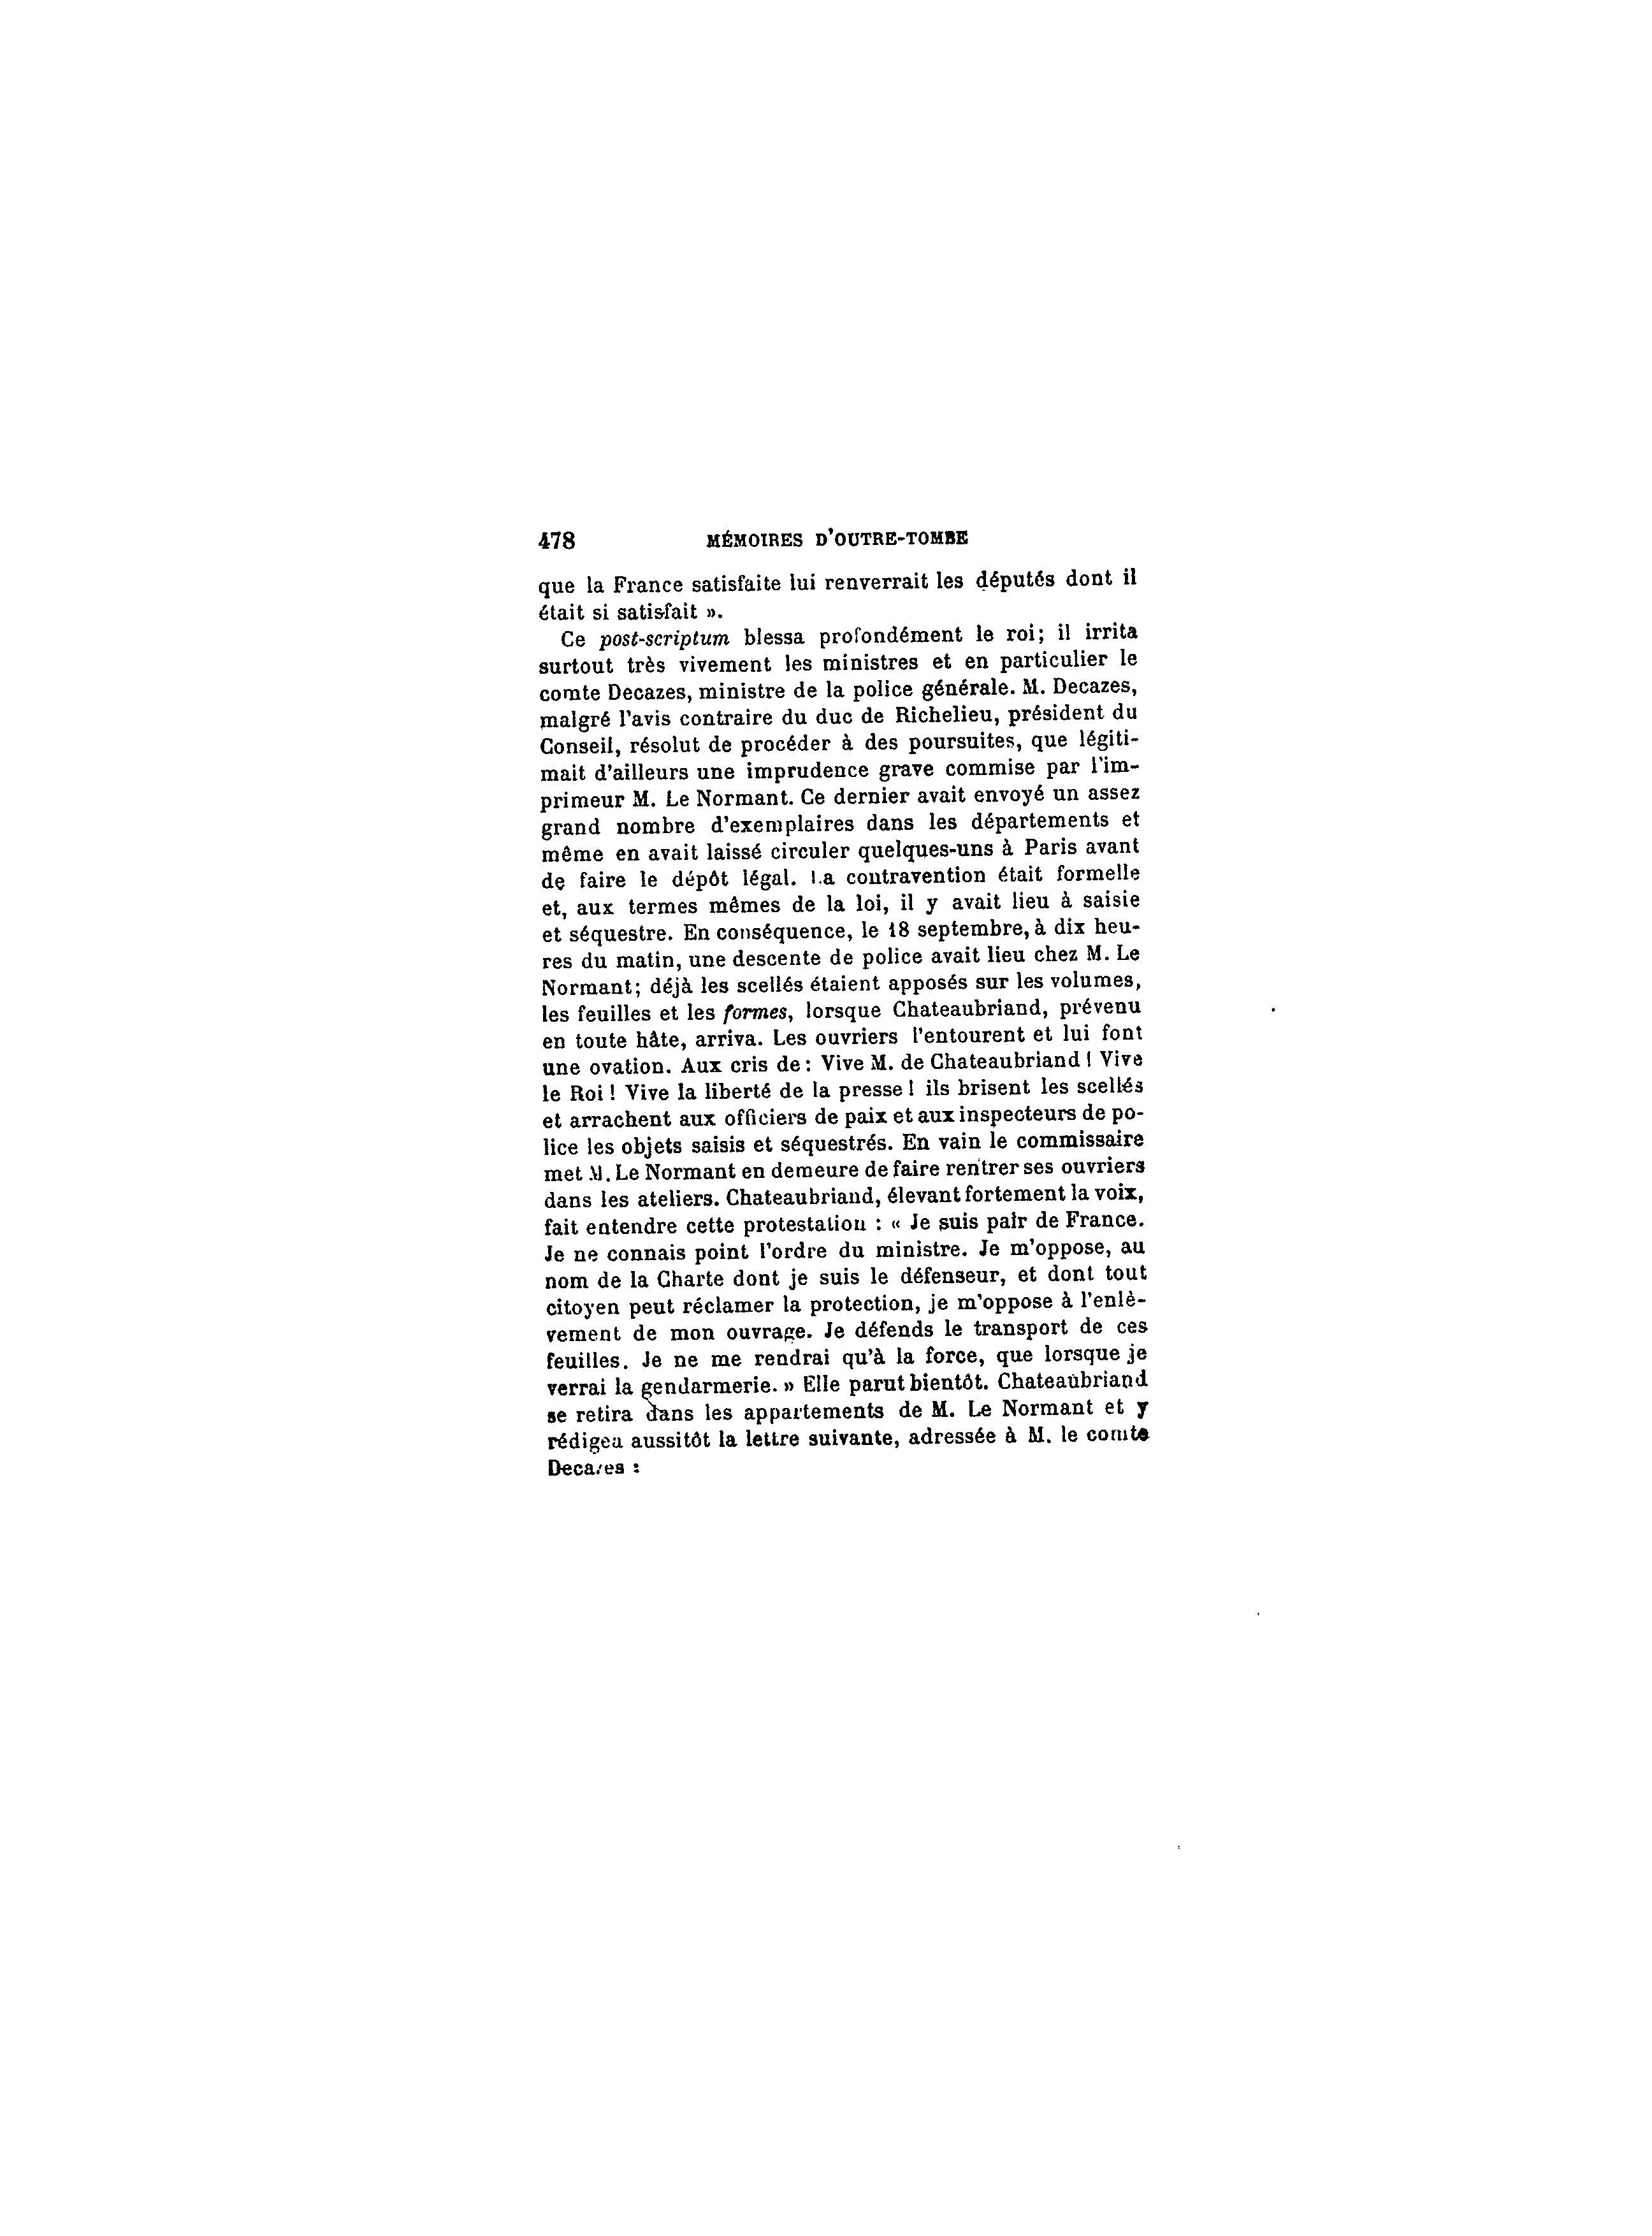 478 MÉMOIRES D'OUTRE-TOMBE
que la France satisfaite lui renverrait les députés dont il
était si satisfait ».
Ce post-scriptum blessa profondément le roi; il irrita
surtout très vivement les ministres et en particulier le
comte Decazes, ministre de la police générale. M. Decazes,
malgré l'avis contraire du duc de Richelieu, président du
Conseil, résolut de procéder à des poursuites, que légiti-
mait d'ailleurs une imprudence grave commise par l'im-
primeur M. Le Normant. Ce dernier avait envoyé un assez
grand nombre d'exemplaires dans les départements et
même en avait laissé circuler quelques-uns à Paris avant
de faire le dépôt légal. La contravention était formelle
et, aux termes mêmes de la loi, il y avait lieu à saisie
et séquestre. En conséquence, le 18 septembre, à dix heu-
res du matin, une descente de police avait lieu chez M. Le
Normant; déjà les scellés étaient apposés sur les volumes,
les feuilles et les formes, lorsque Chateaubriand, prévenu
en toute hâte, arriva. Les ouvriers l'entourent et lui font
une ovation. Aux cris de : Vive M. de Chateaubriand ! Vive
le Roi ! Vive la liberté de la presse ! ils brisent les scellés
et arrachent aux officiers de paix et aux inspecteurs de po-
lice les objets saisis et séquestrés. En vain le commissaire
met M. Le Normant en demeure de faire rentrer ses ouvriers
dans les ateliers. Chateaubriand, élevant fortement la voix,
fait entendre cette protestation : « Je suis pair de France.
Je ne connais point l'ordre du ministre. Je m'oppose, au
nom de la Charte dont je suis le défenseur, et dont tout
citoyen peut réclamer la protection, je m'oppose à l'enlè-
vement de mon ouvrage. Je défends le transport de ces
feuilles. Je ne me rendrai qu'à la force, que lorsque je
verrai la gendarmerie. » Elle parut bientôt. Chateaubriand
se retira dans les appartements de M. Le Normant et y
rédigea aussitôt la lettre suivante, adressée à M. le comte
Decazes :